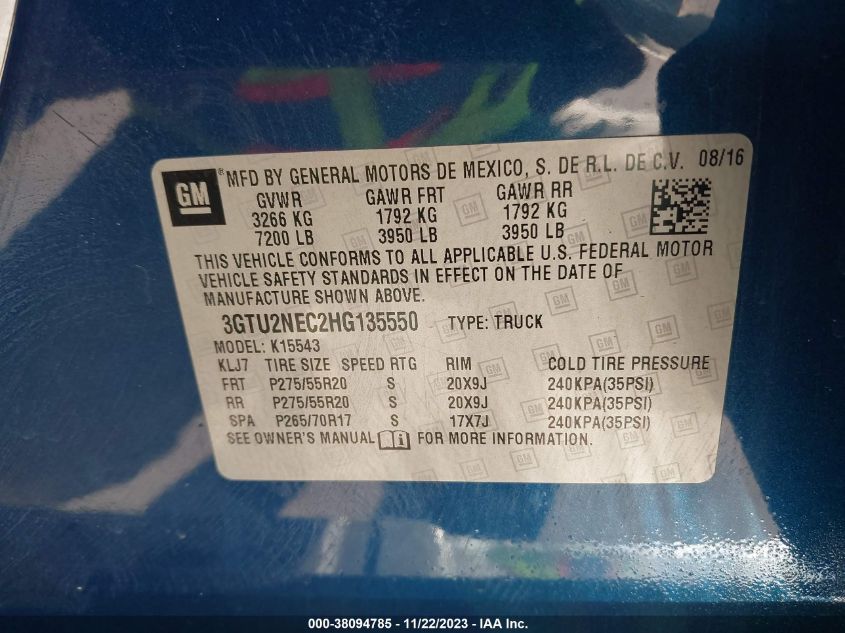 GM ® MFD BY GENERAL MOTORS DE MEXICO, S. DE R.L. DE C.V. 08/16
GVWR GAWR FRT GAWR RR
3266 KG 1792 KG 1792 KG
7200 LB 3950 LB 3950 LB
THIS VEHICLE CONFORMS TO ALL APPLICABLE U.S. FEDERAL MOTOR
VEHICLE SAFETY STANDARDS IN EFFECT ON THE DATE OF
MANUFACTURE SHOWN ABOVE.
3GTU2NEC2HG135550 TYPE: TRUCK
MODEL: K15543
KLJ7 TIRE SIZE SPEED RTG RIM COLD TIRE PRESSURE
FRT P275/55R20 S 20X9J 240KPA(35PSI)
RR P275/55R20 S 20X9J 240KPA(35PSI)
SPA P265/70R17 S 17X7J 240KPA(35PSI)
SEE OWNER'S MANUAL FOR MORE INFORMATION.
000-38094785 - 11/22/2023 - IAA Inc.